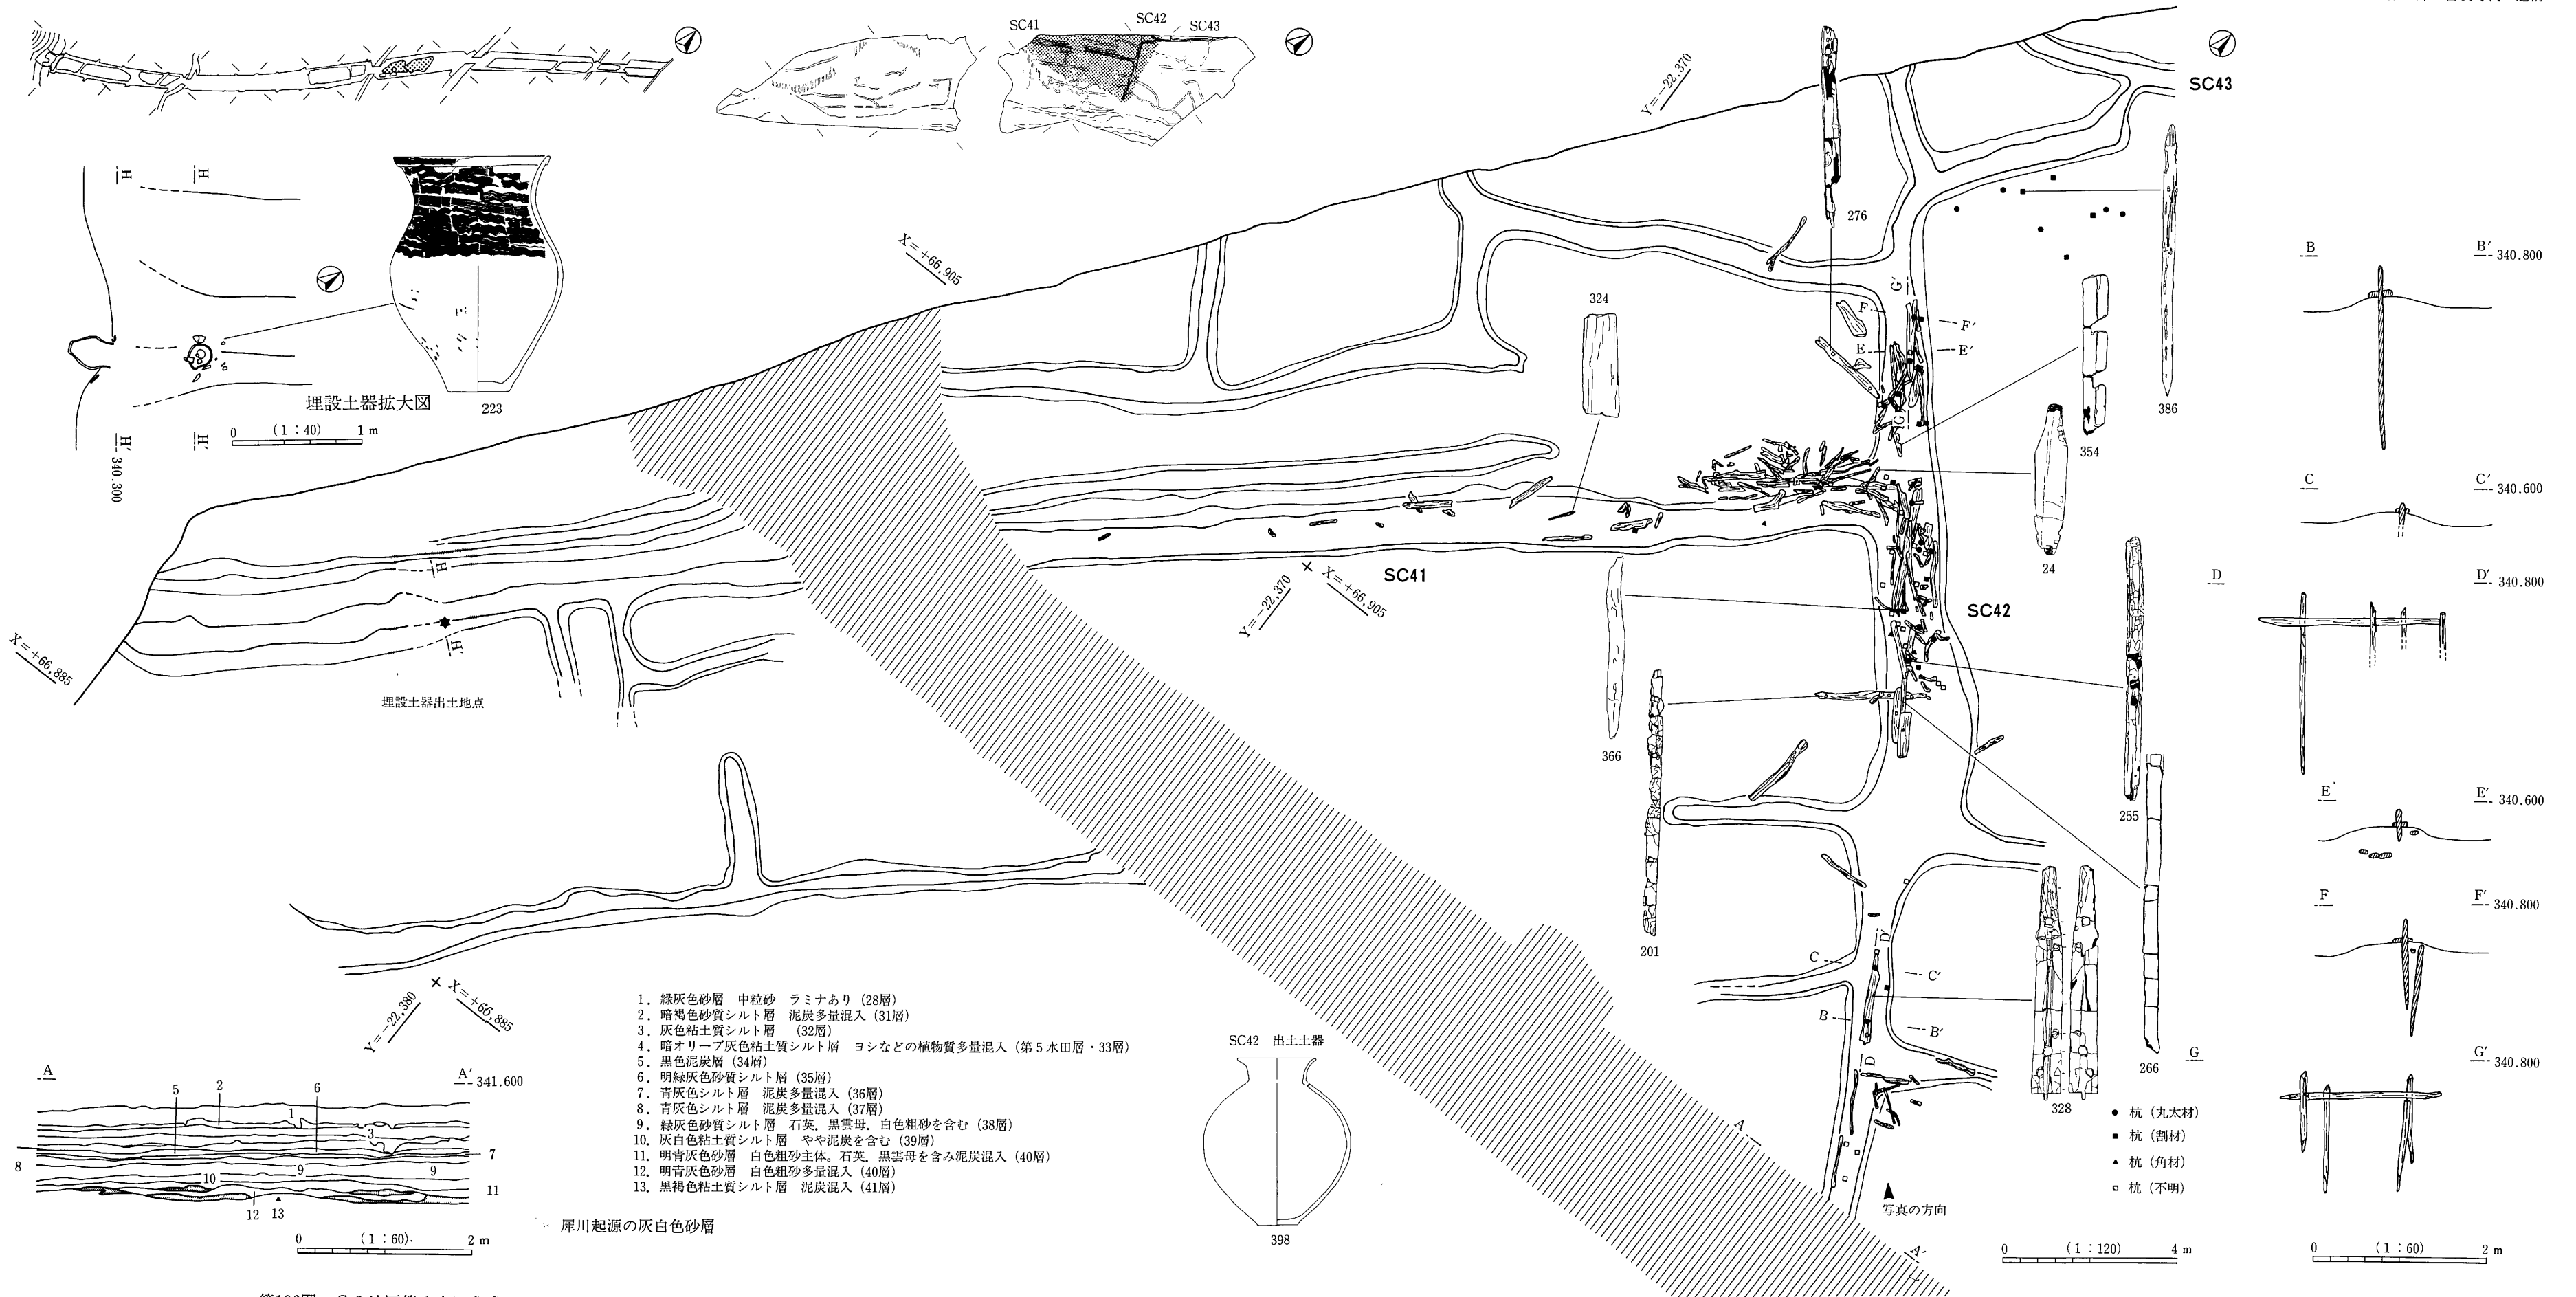 SC41
SC42
SC43
SC43
Y=-22,370
X=+66,905
H
H
H'
H'
340.300
埋設土器拡大図
223
0 (1：40) 1 m
276
386
324
354
24
F
F'
E
E'
G'
G
SC41
SC42
Y=-22,370
X=+66,905
X=+66,885
H
H'
埋設土器出土地点
366
201
255
266
328
C
C'
D'
B
B'
D
A
A'
Y=-22,380
X=+66,885
B
B' 340.800
C
C' 340.600
D
D' 340.800
E
E' 340.600
F
F' 340.800
G
G' 340.800
1．緑灰色砂層　中粒砂　ラミナあり（28層）
2．暗褐色砂質シルト層　泥炭多量混入（31層）
3．灰色粘土質シルト層　（32層）
4．暗オリーブ灰色粘土質シルト層　ヨシなどの植物質多量混入（第5水田層・33層）
5．黒色泥炭層（34層）
6．明緑灰色砂質シルト層（35層）
7．青灰色シルト層　泥炭多量混入（36層）
8．青灰色シルト層　泥炭多量混入（37層）
9．緑灰色砂質シルト層　石英，黒雲母，白色粗砂を含む（38層）
10．灰白色粘土質シルト層　やや泥炭を含む（39層）
11．明青灰色砂層　白色粗砂主体。石英，黒雲母を含み泥炭混入（40層）
12．明青灰色砂層　白色粗砂多量混入（40層）
13．黒褐色粘土質シルト層　泥炭混入（41層）
A
A' 341.600
5
2
6
1
3
7
8
9
9
10
11
12
13
0 (1：60) 2 m
犀川起源の灰白色砂層
SC42　出土土器
398
● 杭（丸太材）
■ 杭（割材）
▲ 杭（角材）
□ 杭（不明）
写真の方向
0 (1：120) 4 m
0 (1：60) 2 m